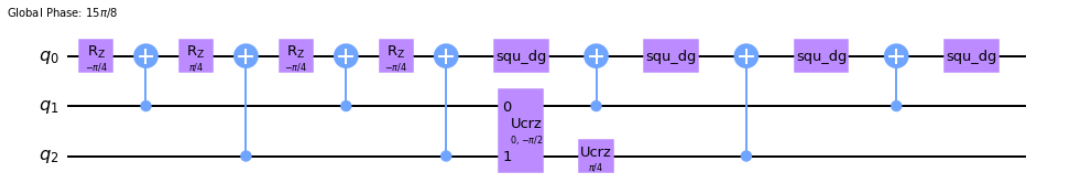 Global Phase: 15π/8
q0 RZ −π/4 RZ π/4 RZ −π/4 RZ −π/4 squ_dg squ_dg squ_dg squ_dg
q1 0 Ucrz 0, −π/2
q2 1 Ucrz π/4